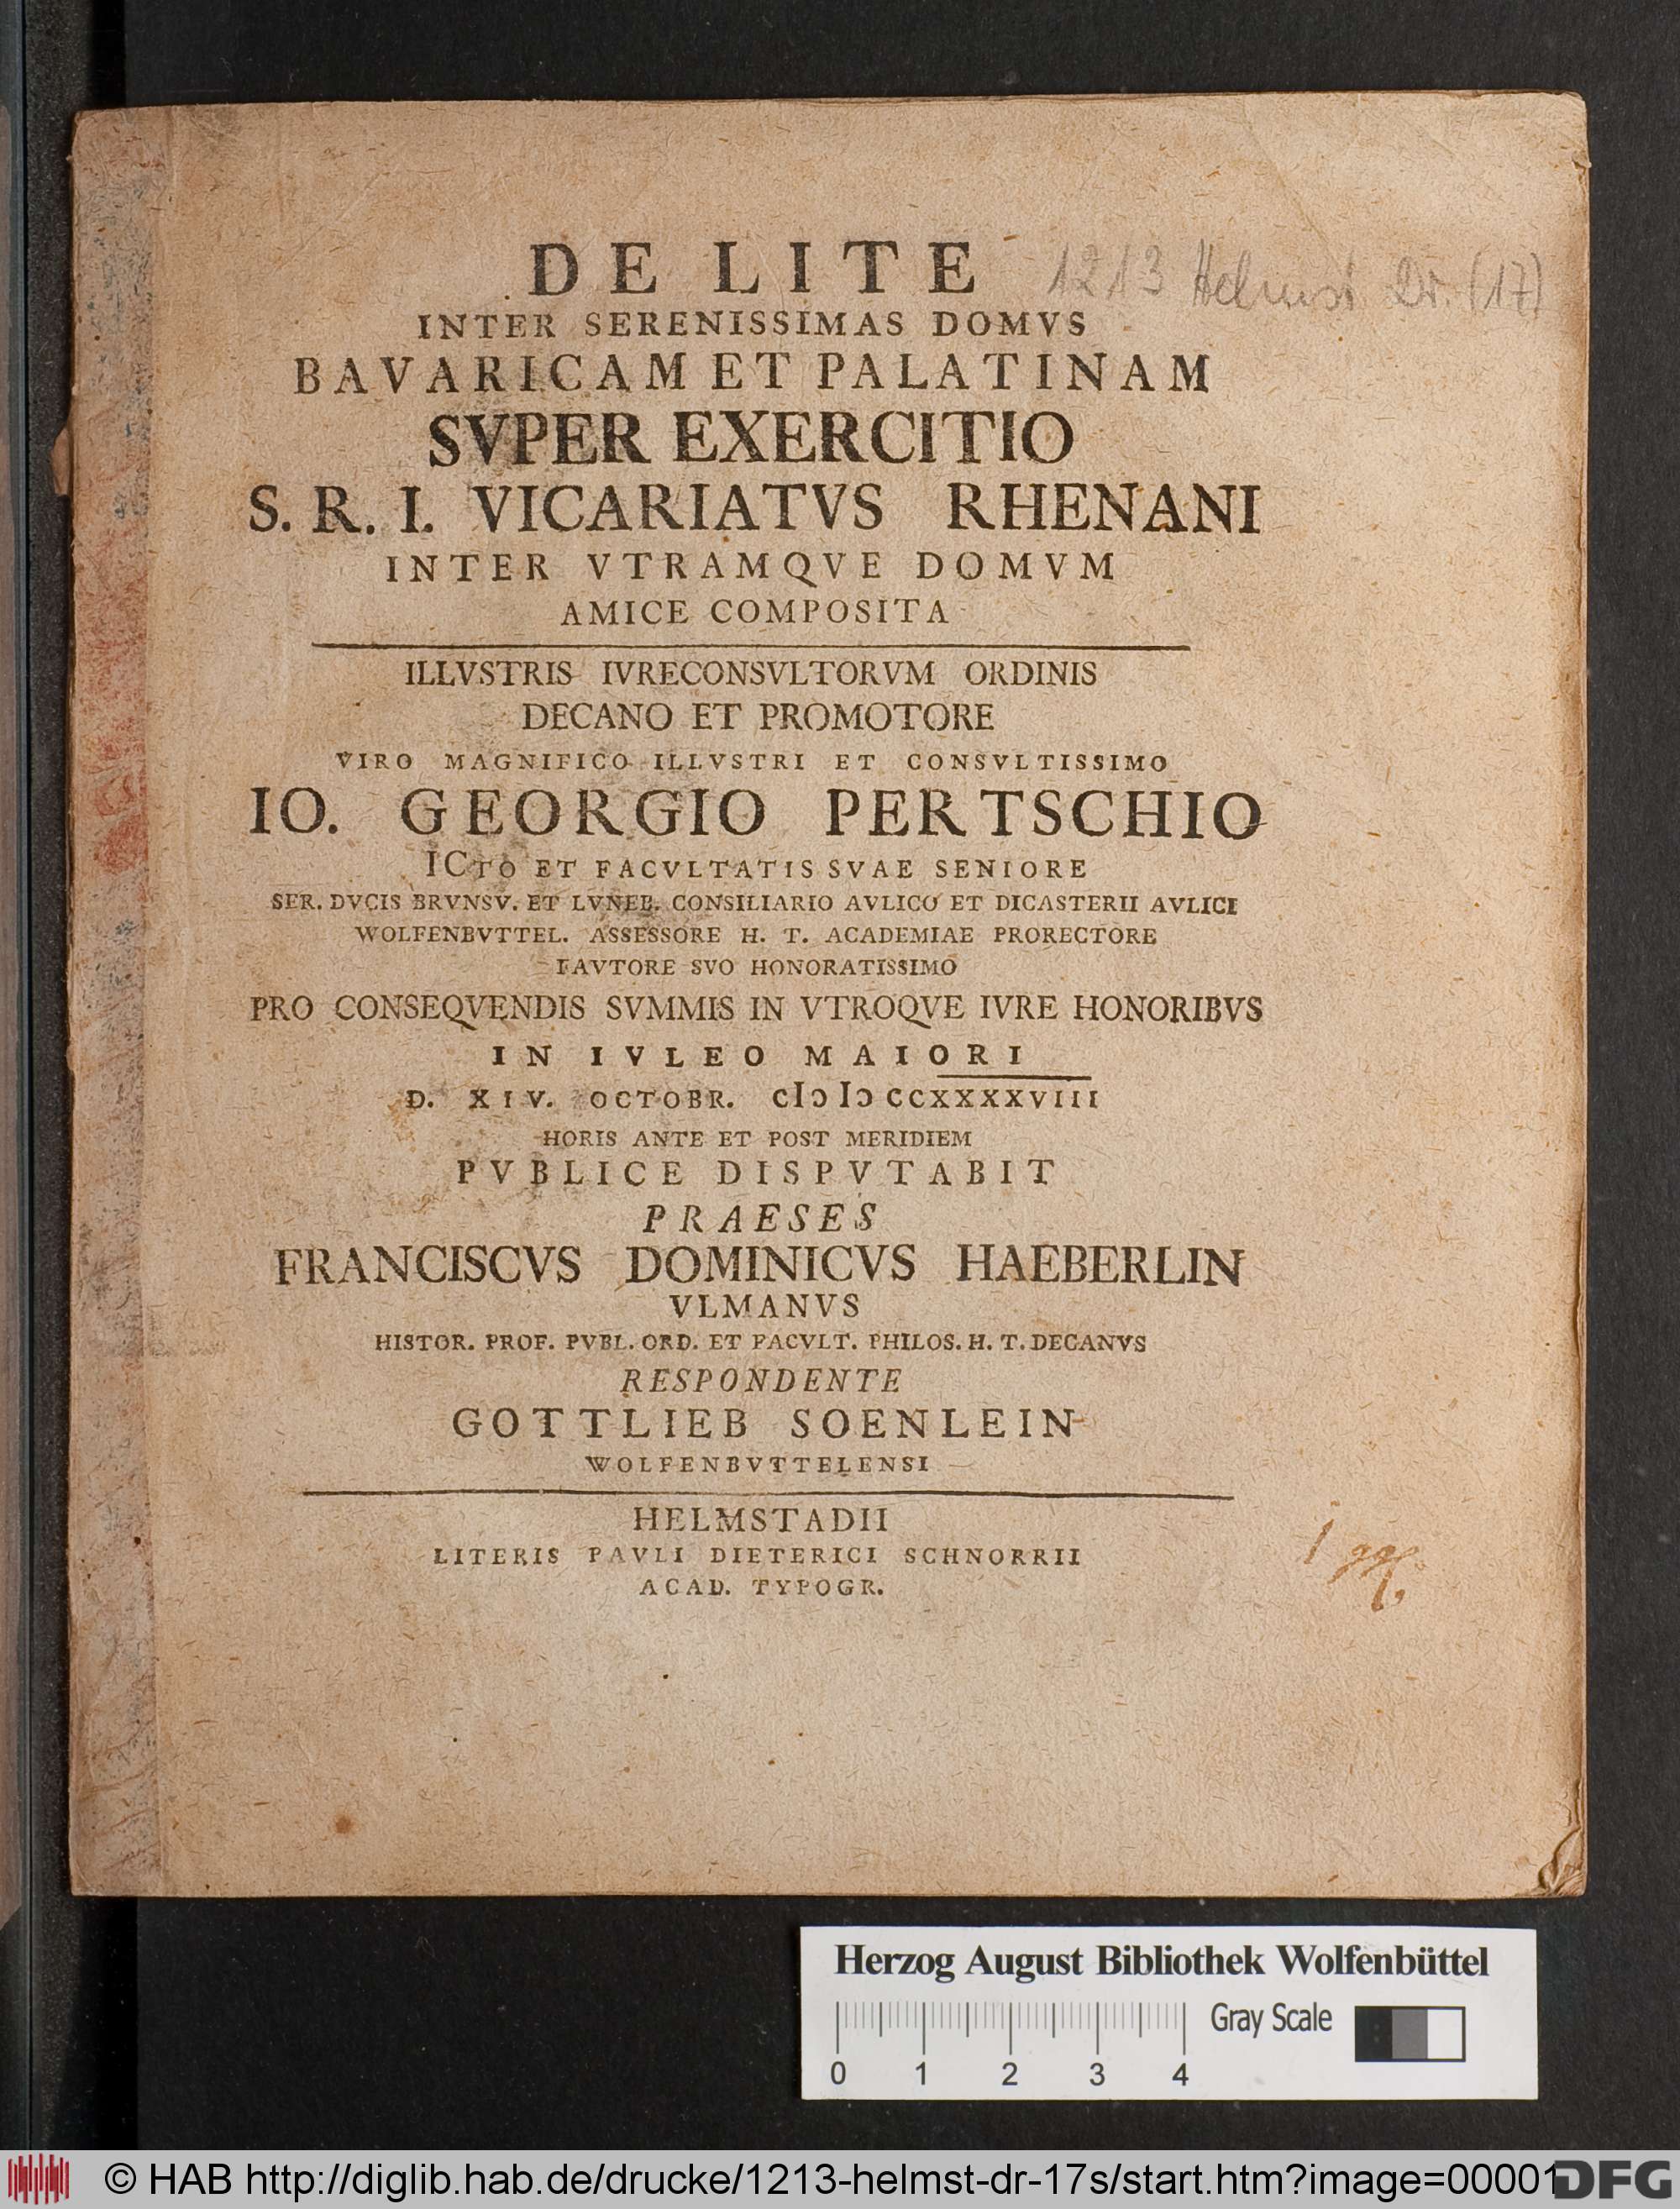 DE LITE
1213 Helmst Dr. (17)
INTER SERENISSIMAS DOMVS
BAVARICAM ET PALATINAM
SVPER EXERCITIO
S. R. I. VICARIATVS RHENANI
INTER VTRAMQVE DOMVM
AMICE COMPOSITA
ILLVSTRIS IVRECONSVLTORVM ORDINIS
DECANO ET PROMOTORE
VIRO MAGNIFICO ILLVSTRI ET CONSVLTISSIMO
IO. GEORGIO PERTSCHIO
ICTO ET FACVLTATIS SVAE SENIORE
SER. DVCIS BRVNSV. ET LVNEB. CONSILIARIO AVLICO ET DICASTERII AVLICI
WOLFENBVTTEL. ASSESSORE H. T. ACADEMIAE PRORECTORE
FAVTORE SVO HONORATISSIMO
PRO CONSEQVENDIS SVMMIS IN VTROQVE IVRE HONORIBVS
IN IVLEO MAIORI
D. XIV. OCTOBR. cIↃ IↃ CCXXXXVIII
HORIS ANTE ET POST MERIDIEM
PVBLICE DISPVTABIT
PRAESES
FRANCISCVS DOMINICVS HAEBERLIN
VLMANVS
HISTOR. PROF. PVBL. ORD. ET FACVLT. PHILOS. H. T. DECANVS
RESPONDENTE
GOTTLIEB SOENLEIN
WOLFENBVTTELENSI
HELMSTADII
LITERIS PAVLI DIETERICI SCHNORRII
ACAD. TYPOGR.
Herzog August Bibliothek Wolfenbüttel
Gray Scale
0 1 2 3 4
© HAB http://diglib.hab.de/drucke/1213-helmst-dr-17s/start.htm?image=00001
DFG